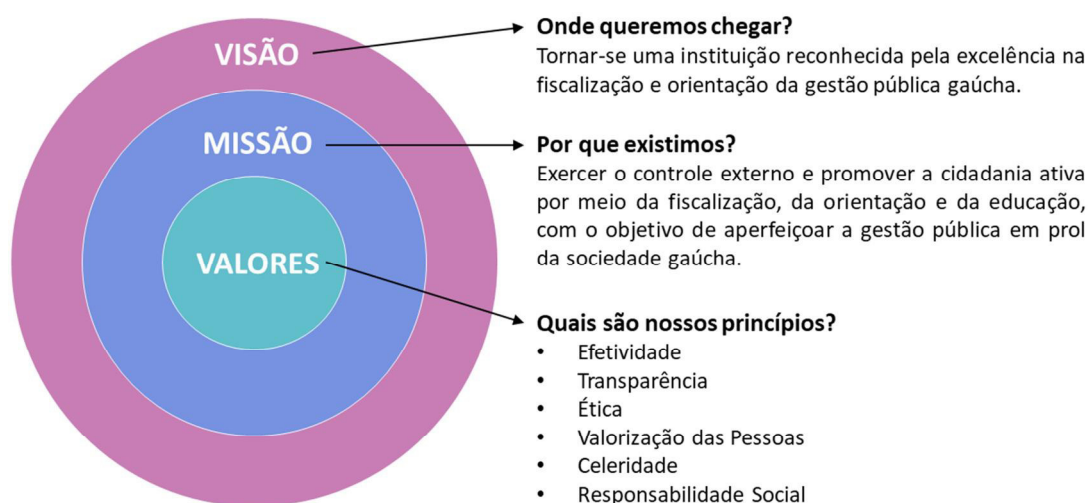 VISÃO
Onde queremos chegar?
Tornar-se uma instituição reconhecida pela excelência na
fiscalização e orientação da gestão pública gaúcha.
MISSÃO
Por que existimos?
Exercer o controle externo e promover a cidadania ativa
por meio da fiscalização, da orientação e da educação,
com o objetivo de aperfeiçoar a gestão pública em prol
da sociedade gaúcha.
VALORES
Quais são nossos princípios?
• Efetividade
• Transparência
• Ética
• Valorização das Pessoas
• Celeridade
• Responsabilidade Social